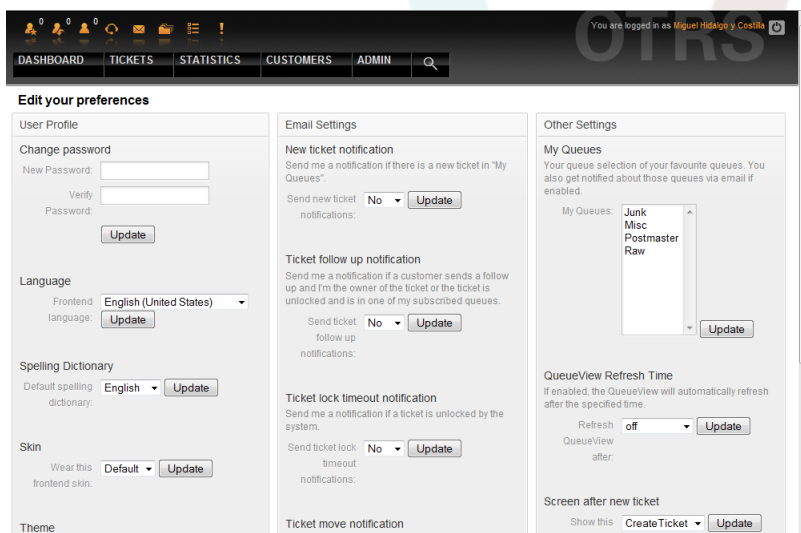 0 0 0
You are logged in as Miguel Hidalgo y Costilla
OTRS
DASHBOARD TICKETS STATISTICS CUSTOMERS ADMIN
Edit your preferences
User Profile
Change password
New Password:
Verify
Password:
Update
Language
Frontend
language:
English (United States)
Update
Spelling Dictionary
Default spelling
dictionary:
English Update
Skin
Wear this
frontend skin:
Default Update
Theme
Email Settings
New ticket notification
Send me a notification if there is a new ticket in "My
Queues".
Send new ticket
notifications:
No Update
Ticket follow up notification
Send me a notification if a customer sends a follow
up and I'm the owner of the ticket or the ticket is
unlocked and is in one of my subscribed queues.
Send ticket
follow up
notifications:
No Update
Ticket lock timeout notification
Send me a notification if a ticket is unlocked by the
system.
Send ticket lock
timeout
notifications:
No Update
Ticket move notification
Other Settings
My Queues
Your queue selection of your favourite queues. You
also get notified about those queues via email if
enabled.
My Queues:
Junk
Misc
Postmaster
Raw
Update
QueueView Refresh Time
If enabled, the QueueView will automatically refresh
after the specified time.
Refresh
QueueView
after:
off Update
Screen after new ticket
Show this CreateTicket Update